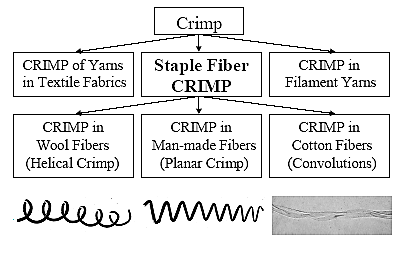 Crimp
CRIMP of Yarns
in Textile Fabrics
Staple Fiber
CRIMP
CRIMP in
Filament Yarns
CRIMP in
Wool Fibers
(Helical Crimp)
CRIMP in
Man-made Fibers
(Planar Crimp)
CRIMP in
Cotton Fibers
(Convolutions)